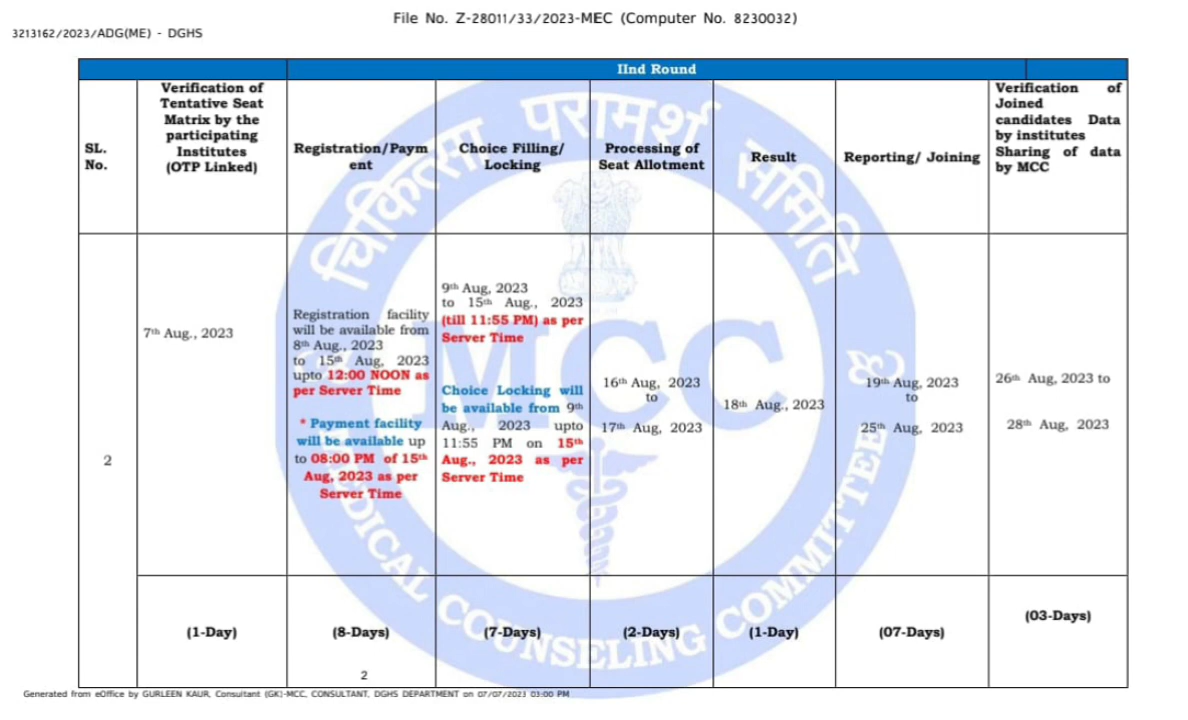 File No. Z-28011/33/2023-MEC (Computer No. 8230032)
3213162/2023/ADG(ME) - DGHS
IInd Round
SL.
No.
Verification of
Tentative Seat
Matrix by the
participating
Institutes
(OTP Linked)
Registration/Paym
ent
Choice Filling/
Locking
Processing of
Seat Allotment
Result
Reporting/ Joining
Verification of
Joined
candidates Data
by institutes
Sharing of data
by MCC
2
7th Aug., 2023
Registration facility
will be available from
8th Aug., 2023
to 15th Aug, 2023
upto 12:00 NOON as
per Server Time
* Payment facility
will be available up
to 08:00 PM of 15th
Aug, 2023 as per
Server Time
9th Aug, 2023
to 15th Aug., 2023
(till 11:55 PM) as per
Server Time
Choice Locking will
be available from 9th
Aug., 2023 upto
11:55 PM on 15th
Aug., 2023 as per
Server Time
16th Aug, 2023
to
17th Aug, 2023
18th Aug., 2023
19th Aug, 2023
to
25th Aug, 2023
26th Aug, 2023 to
28th Aug, 2023
(1-Day)
(8-Days)
(7-Days)
(2-Days)
(1-Day)
(07-Days)
(03-Days)
2
Generated from eOffice by GURLEEN KAUR, Consultant (GK)-MCC, CONSULTANT, DGHS DEPARTMENT on 07/07/2023 03:00 PM
चिकित्सा परामर्श समिति
MCC
MEDICAL COUNSELING COMMITTEE